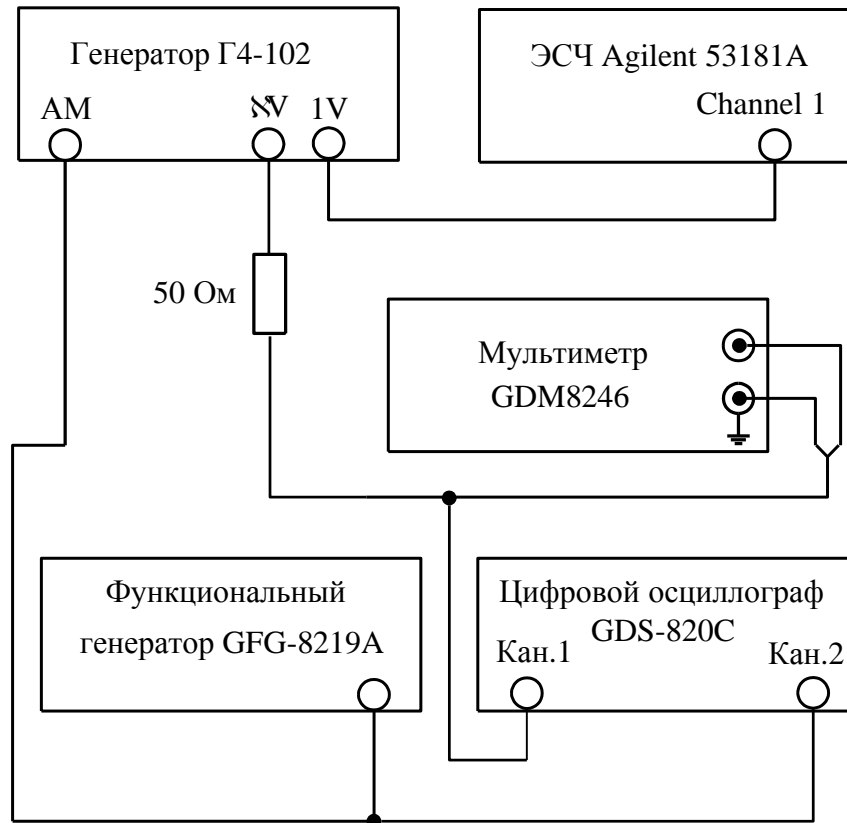 Генератор Г4-102
AM
ℵV
1V
ЭСЧ Agilent 53181A
Channel 1
50 Ом
Мультиметр
GDM8246
Функциональный
генератор GFG-8219A
Цифровой осциллограф
GDS-820C
Кан.1
Кан.2